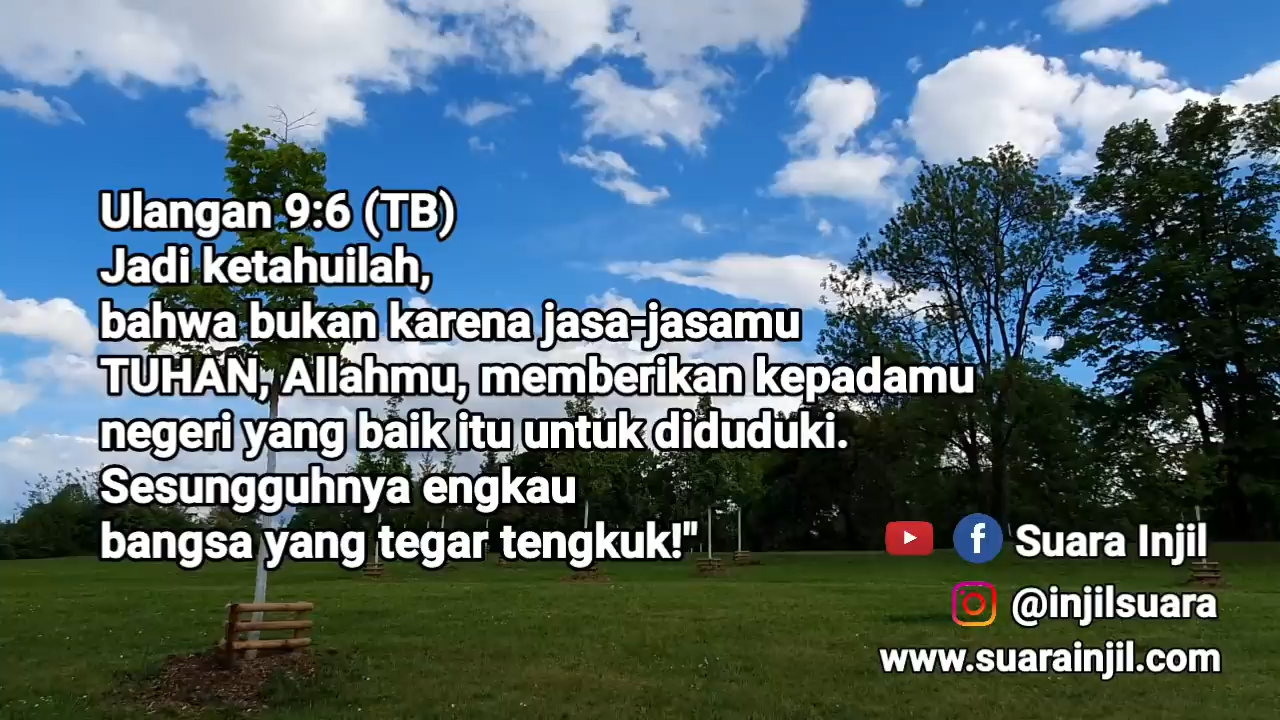 Ulangan 9:6 (TB)
Jadi ketahuilah,
bahwa bukan karena jasa-jasamu
TUHAN, Allahmu, memberikan kepadamu
negeri yang baik itu untuk diduduki.
Sesungguhnya engkau
bangsa yang tegar tengkuk!"
Suara Injil
@injilsuara
www.suarainjil.com